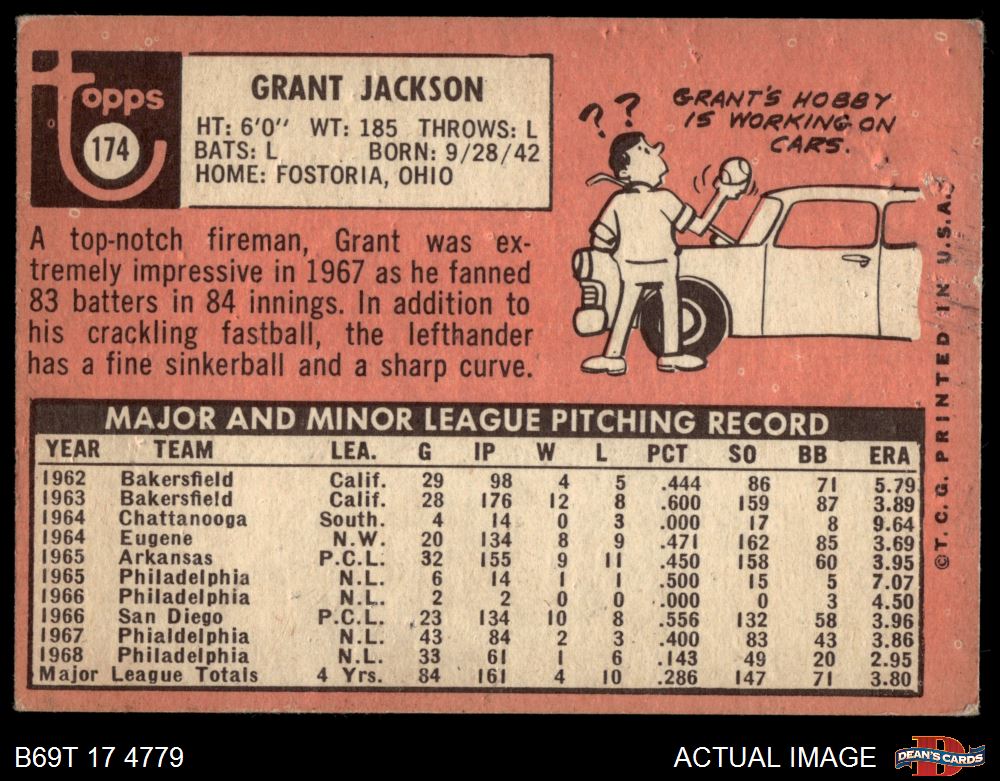 topps
174
GRANT JACKSON
HT: 6'0" WT: 185 THROWS: L
BATS: L BORN: 9/28/42
HOME: FOSTORIA, OHIO
?? GRANT'S HOBBY
IS WORKING ON
CARS.
A top-notch fireman, Grant was ex-
tremely impressive in 1967 as he fanned
83 batters in 84 innings. In addition to
his crackling fastball, the lefthander
has a fine sinkerball and a sharp curve.
MAJOR AND MINOR LEAGUE PITCHING RECORD
YEAR TEAM LEA. G IP W L PCT SO BB ERA
1962 Bakersfield Calif. 29 98 4 5 .444 86 71 5.79
1963 Bakersfield Calif. 28 176 12 8 .600 159 87 3.89
1964 Chattanooga South. 4 14 0 3 .000 17 8 9.64
1964 Eugene N.W. 20 134 8 9 .471 162 85 3.69
1965 Arkansas P.C.L. 32 155 9 11 .450 158 60 3.95
1965 Philadelphia N.L. 6 14 1 1 .500 15 5 7.07
1966 Philadelphia N.L. 2 2 0 0 .000 0 3 4.50
1966 San Diego P.C.L. 23 134 10 8 .556 132 58 3.96
1967 Phialdelphia N.L. 43 84 2 3 .400 83 43 3.86
1968 Philadelphia N.L. 33 61 1 6 .143 49 20 2.95
Major League Totals 4 Yrs. 84 161 4 10 .286 147 71 3.80
©T.C.G. PRINTED IN U.S.A.
B69T 17 4779
ACTUAL IMAGE
D
DEAN'S CARDS